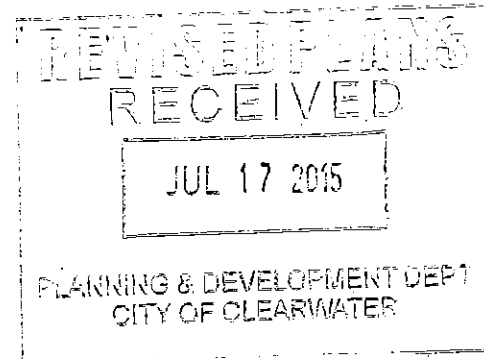 REVISED PLANS
RECEIVED
JUL 17 2015
PLANNING & DEVELOPMENT DEPT
CITY OF CLEARWATER